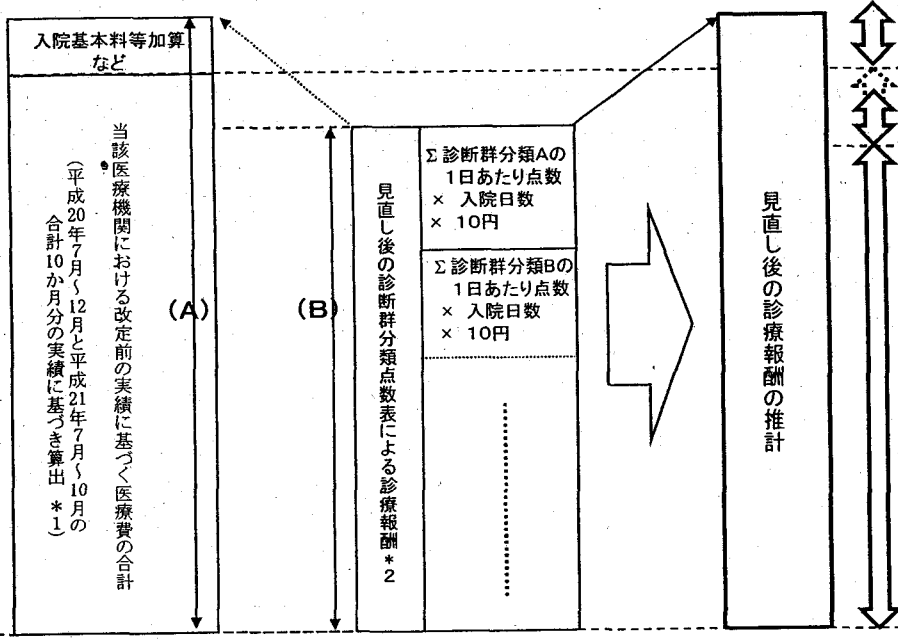 入院基本料等加算
など
当該医療機関における改定前の実績に基づく医療費の合計
(平成20年7月~12月と平成21年7月~10月の
合計10か月分の実績に基づき算出 *1)
(A)
(B)
見直し後の診断群分類点数表による診療報酬*2
Σ 診断群分類Aの
1日あたり点数
× 入院日数
× 10円
Σ 診断群分類Bの
1日あたり点数
× 入院日数
× 10円
見直し後の診療報酬の推計